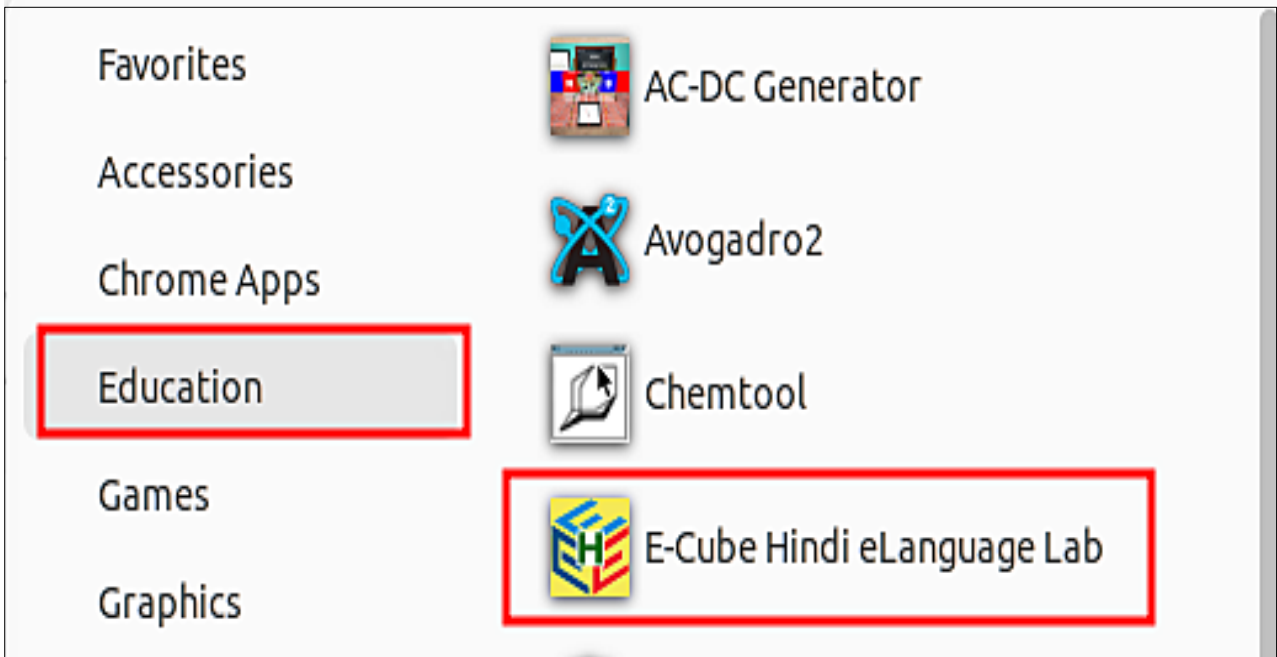 Favorites
Accessories
Chrome Apps
Education
Games
Graphics
AC-DC Generator
Avogadro2
Chemtool
E-Cube Hindi eLanguage Lab